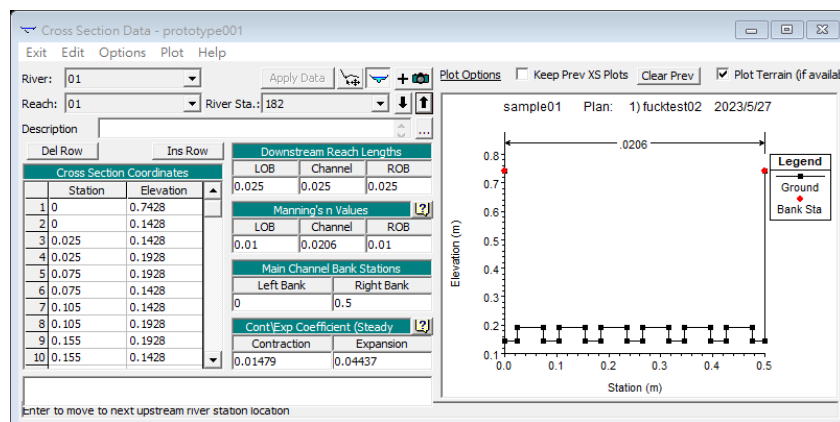 Cross Section Data - prototype001
Exit Edit Options Plot Help
River: 01 Apply Data Plot Options Keep Prev XS Plots Clear Prev Plot Terrain (if availal
Reach: 01 River Sta.: 182
Description ...
Del Row Ins Row
Cross Section Coordinates
Station Elevation
1 0 0.7428
2 0 0.1428
3 0.025 0.1428
4 0.025 0.1928
5 0.075 0.1928
6 0.075 0.1428
7 0.105 0.1428
8 0.105 0.1928
9 0.155 0.1928
10 0.155 0.1428
Downstream Reach Lengths
LOB Channel ROB
0.025 0.025 0.025
Manning's n Values
LOB Channel ROB
0.01 0.0206 0.01
Main Channel Bank Stations
Left Bank Right Bank
0 0.5
Cont\Exp Coefficient (Steady
Contraction Expansion
0.01479 0.04437
Enter to move to next upstream river station location
sample01 Plan: 1) fucktest02 2023/5/27
.0206
Legend
Ground
Bank Sta
Elevation (m)
0.8
0.7
0.6
0.5
0.4
0.3
0.2
0.1
0.0 0.1 0.2 0.3 0.4 0.5
Station (m)